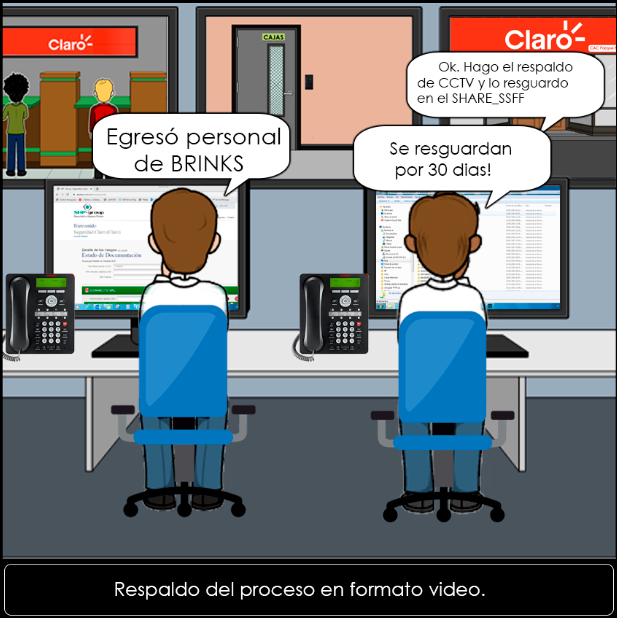 Claro
CAJAS
Claro
Ok. Hago el respaldo
de CCTV y lo resguardo
en el SHARE_SSFF
Egresó personal
de BRINKS
Se resguardan
por 30 dias!
Bienvenido
Estado de Documentación
Respaldo del proceso en formato video.